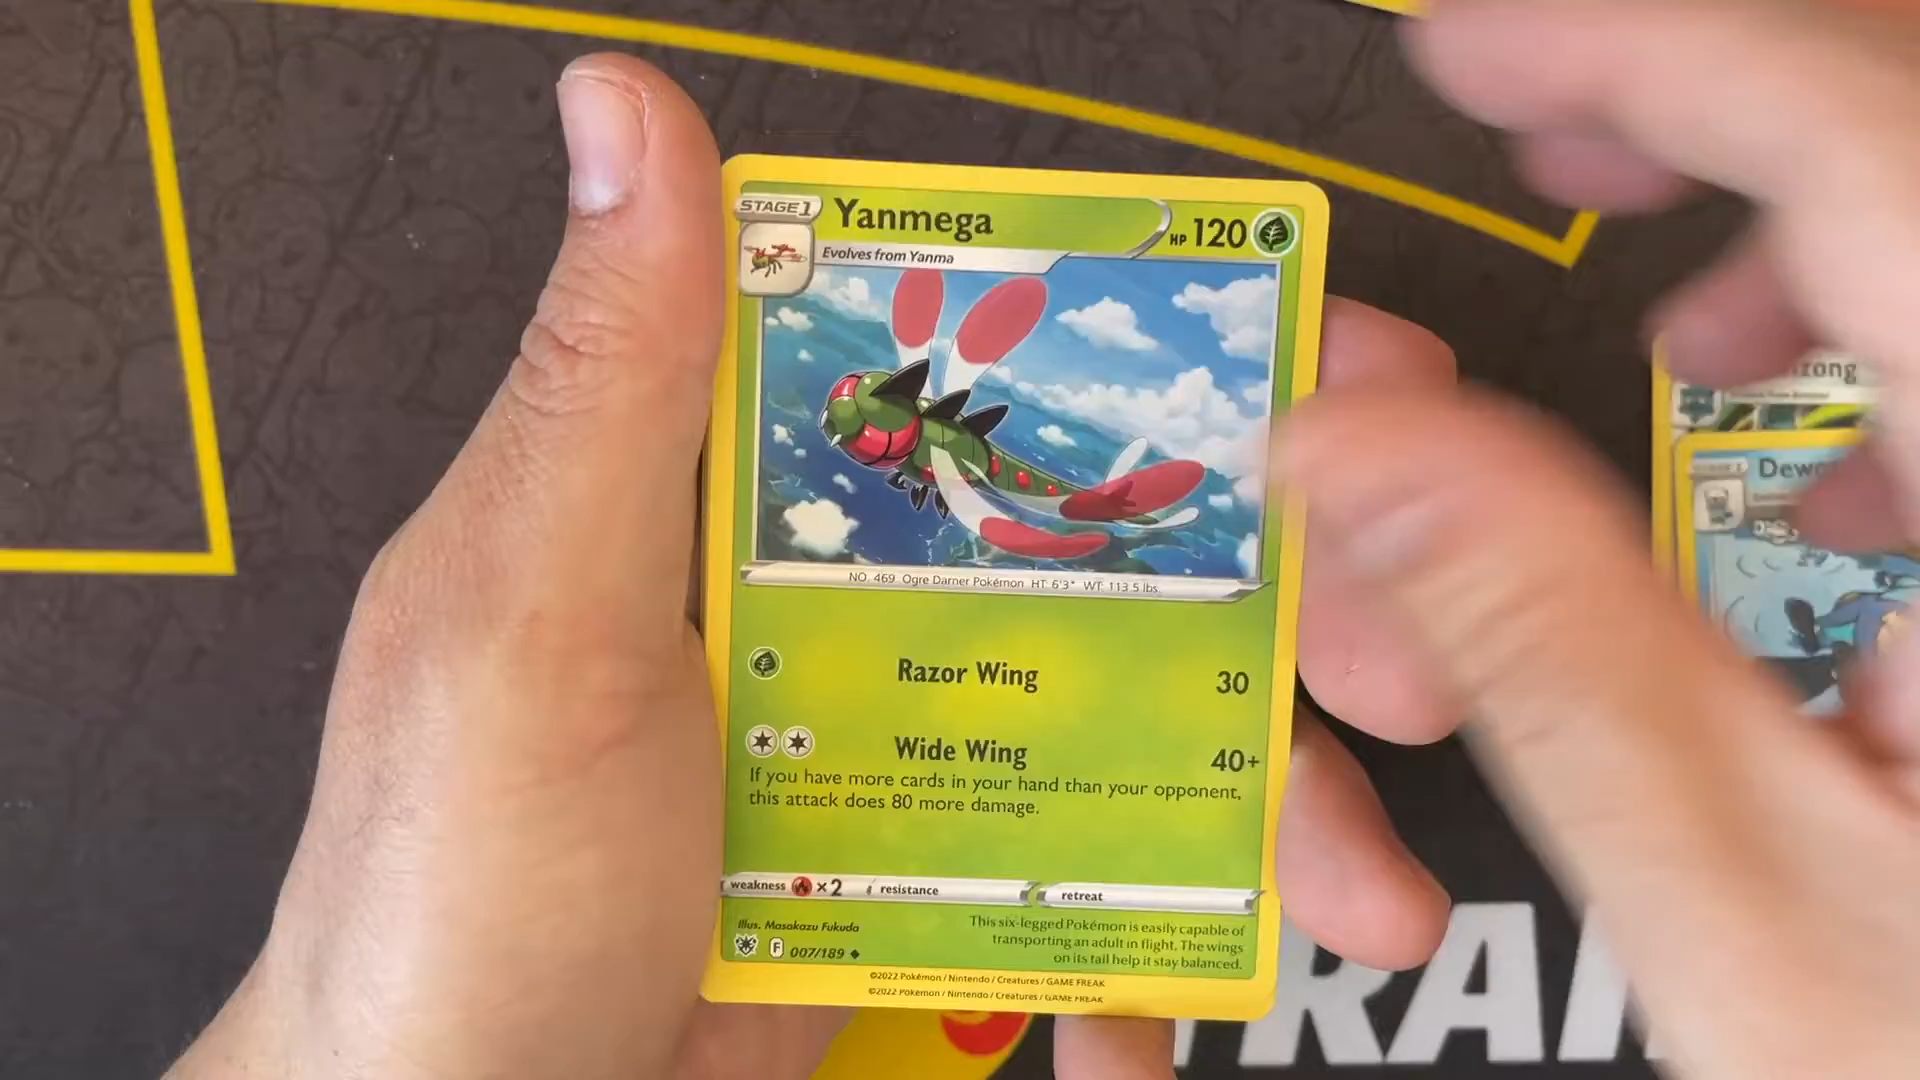 STAGE 1
Yanmega
HP 120
Evolves from Yanma
NO. 469 Ogre Darner Pokémon HT: 6'3" WT: 113.5 lbs.
Razor Wing 30
Wide Wing 40+
If you have more cards in your hand than your opponent,
this attack does 80 more damage.
weakness ×2 resistance retreat
Illus. Masakazu Fukuda
F 007/189
This six-legged Pokémon is easily capable of
transporting an adult in flight. The wings
on its tail help it stay balanced.
©2022 Pokémon / Nintendo / Creatures / GAME FREAK
©2022 Pokémon / Nintendo / Creatures / GAME FREAK